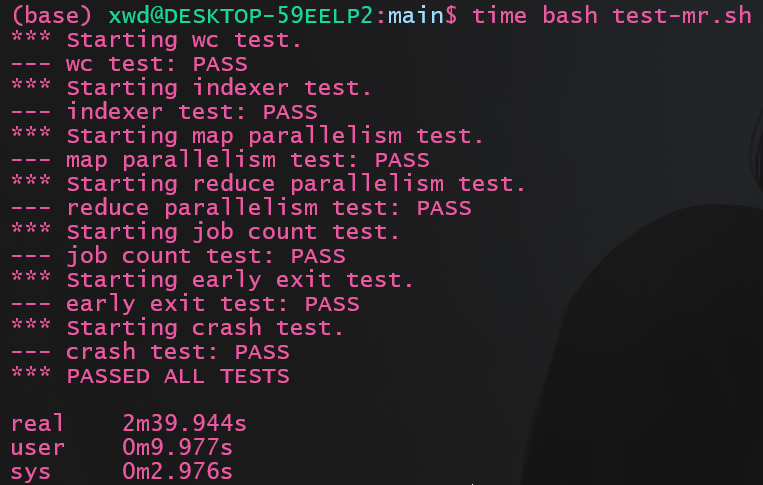 (base) xwd@DESKTOP-59EELP2:main$ time bash test-mr.sh
*** Starting wc test.
--- wc test: PASS
*** Starting indexer test.
--- indexer test: PASS
*** Starting map parallelism test.
--- map parallelism test: PASS
*** Starting reduce parallelism test.
--- reduce parallelism test: PASS
*** Starting job count test.
--- job count test: PASS
*** Starting early exit test.
--- early exit test: PASS
*** Starting crash test.
--- crash test: PASS
*** PASSED ALL TESTS
real 2m39.944s
user 0m9.977s
sys 0m2.976s